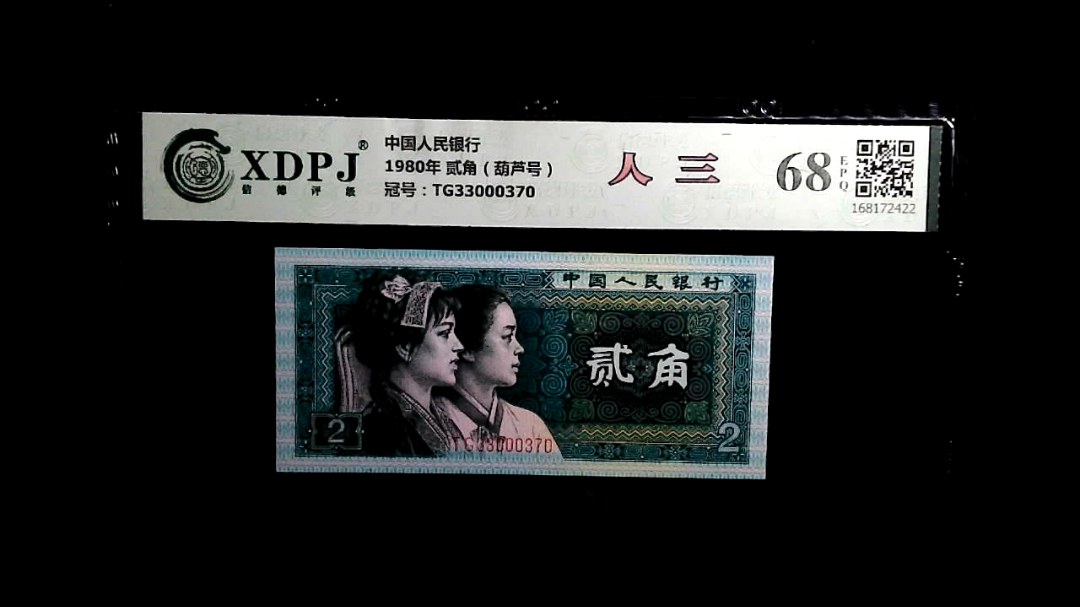 XDPJ®
信德评级
中国人民银行
1980年 贰角（葫芦号）
冠号：TG33000370
人 三
68
EPQ
168172422
中国人民银行
贰角
2
TG33000370
2